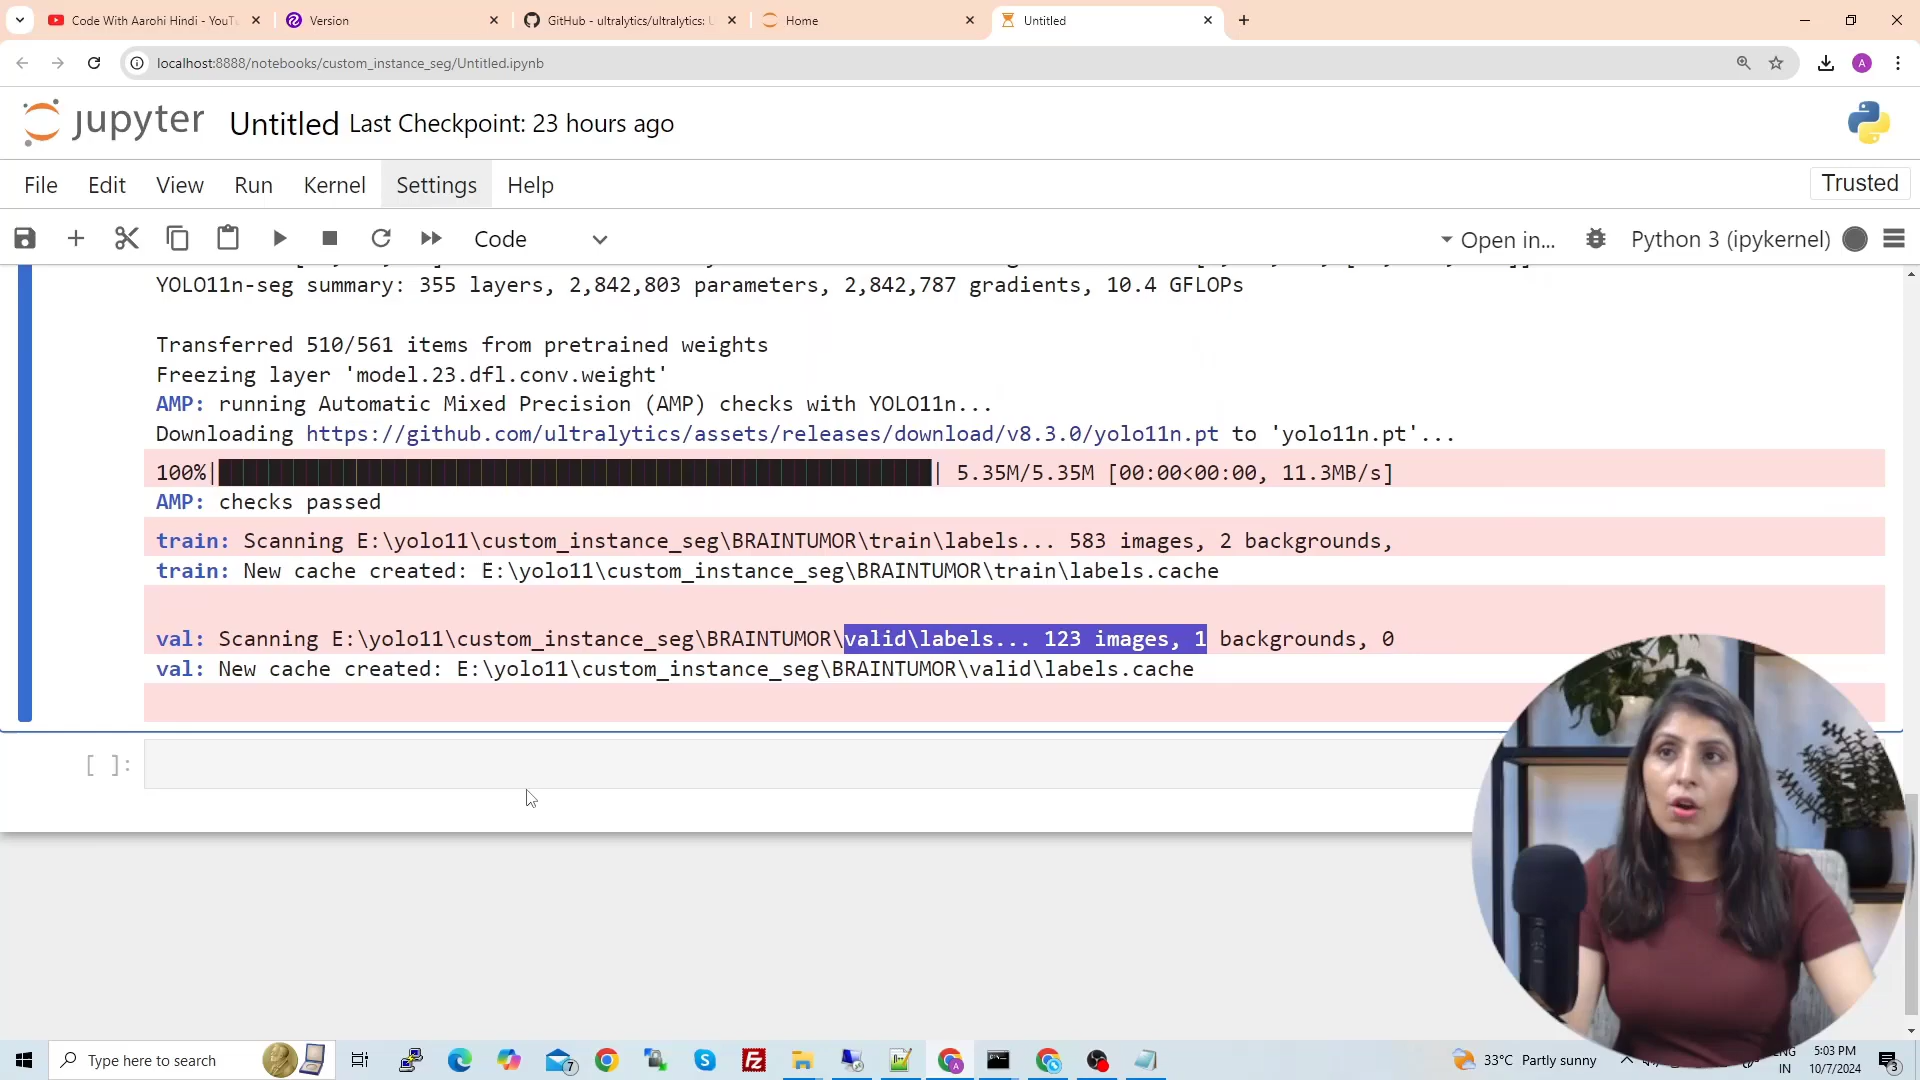 Code With Aarohi Hindi - YouTu
Version
GitHub - ultralytics/ultralytics: U
Home
Untitled
localhost:8888/notebooks/custom_instance_seg/Untitled.ipynb
A
jupyter Untitled Last Checkpoint: 23 hours ago
File Edit View Run Kernel Settings Help
Trusted
Code
Open in...
Python 3 (ipykernel)
YOLO11n-seg summary: 355 layers, 2,842,803 parameters, 2,842,787 gradients, 10.4 GFLOPs
Transferred 510/561 items from pretrained weights
Freezing layer 'model.23.dfl.conv.weight'
AMP: running Automatic Mixed Precision (AMP) checks with YOLO11n...
Downloading https://github.com/ultralytics/assets/releases/download/v8.3.0/yolo11n.pt to 'yolo11n.pt'...
100%|██████████| 5.35M/5.35M [00:00<00:00, 11.3MB/s]
AMP: checks passed
train: Scanning E:\yolo11\custom_instance_seg\BRAINTUMOR\train\labels... 583 images, 2 backgrounds,
train: New cache created: E:\yolo11\custom_instance_seg\BRAINTUMOR\train\labels.cache
val: Scanning E:\yolo11\custom_instance_seg\BRAINTUMOR\valid\labels... 123 images, 1 backgrounds, 0
val: New cache created: E:\yolo11\custom_instance_seg\BRAINTUMOR\valid\labels.cache
[ ]:
Type here to search
7
33°C Partly sunny
ENG
IN
5:03 PM
10/7/2024
3